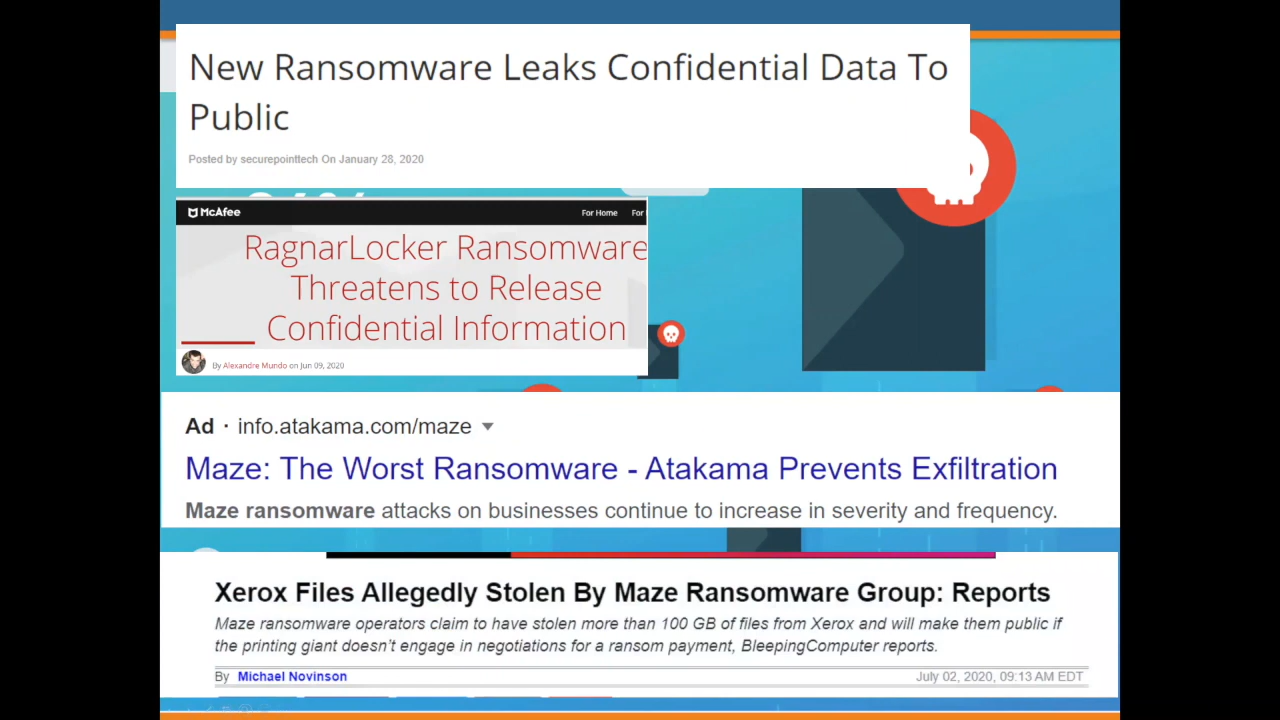 New Ransomware Leaks Confidential Data To
Public
Posted by securepointtech On January 28, 2020
McAfee
For Home For
RagnarLocker Ransomware
Threatens to Release
Confidential Information
By Alexandre Mundo on Jun 09, 2020
Ad · info.atakama.com/maze
Maze: The Worst Ransomware - Atakama Prevents Exfiltration
Maze ransomware attacks on businesses continue to increase in severity and frequency.
Xerox Files Allegedly Stolen By Maze Ransomware Group: Reports
Maze ransomware operators claim to have stolen more than 100 GB of files from Xerox and will make them public if
the printing giant doesn’t engage in negotiations for a ransom payment, BleepingComputer reports.
By Michael Novinson
July 02, 2020, 09:13 AM EDT